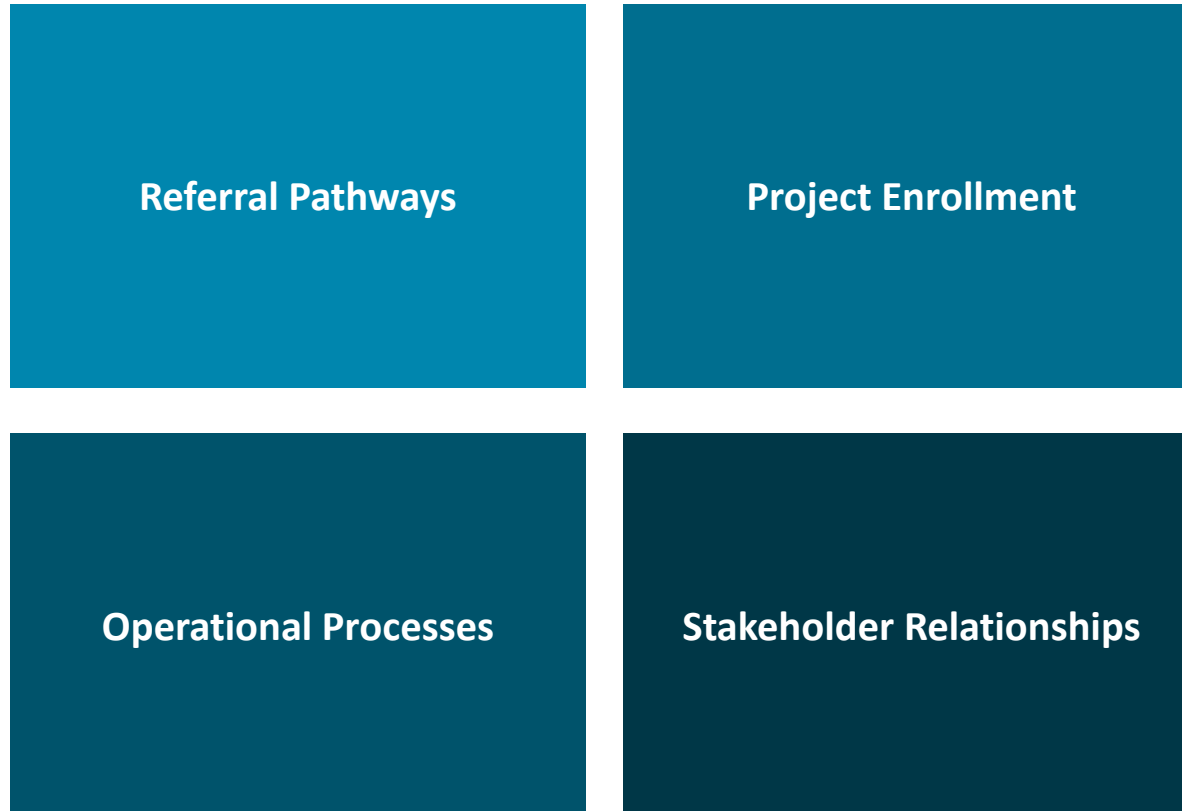 Referral Pathways
Project Enrollment
Operational Processes
Stakeholder Relationships